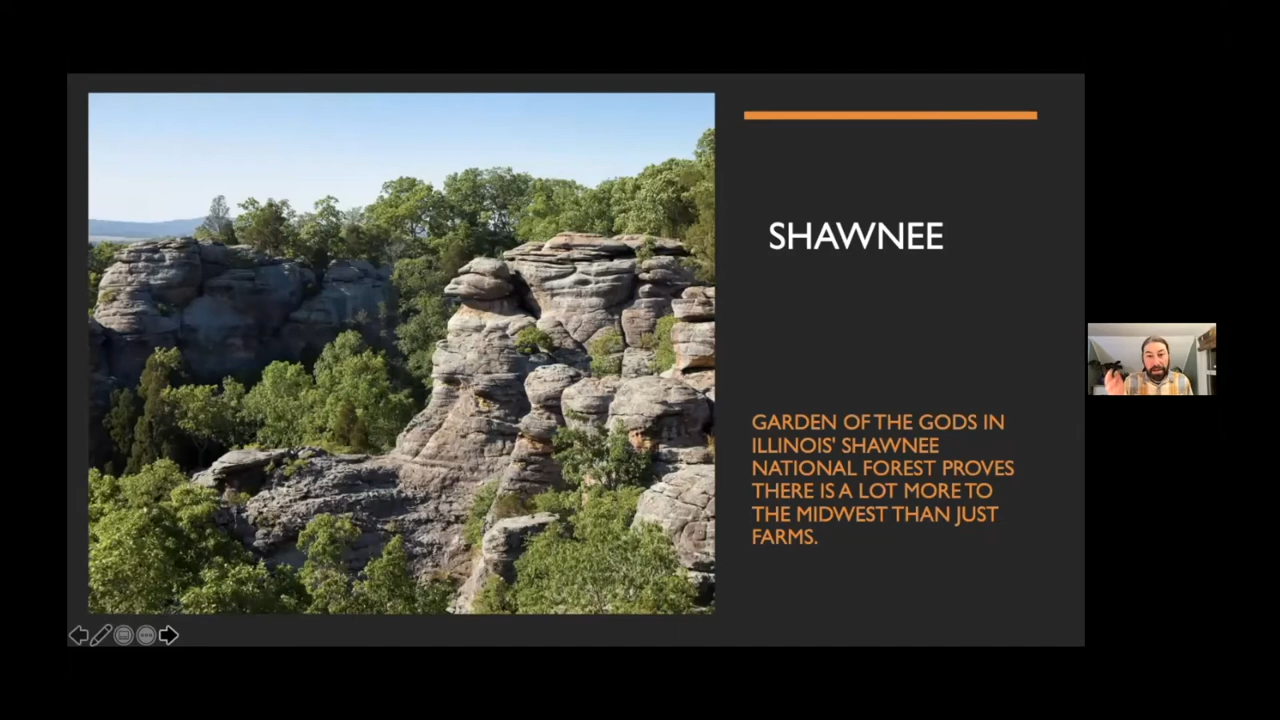 SHAWNEE
GARDEN OF THE GODS IN
ILLINOIS' SHAWNEE
NATIONAL FOREST PROVES
THERE IS A LOT MORE TO
THE MIDWEST THAN JUST
FARMS.